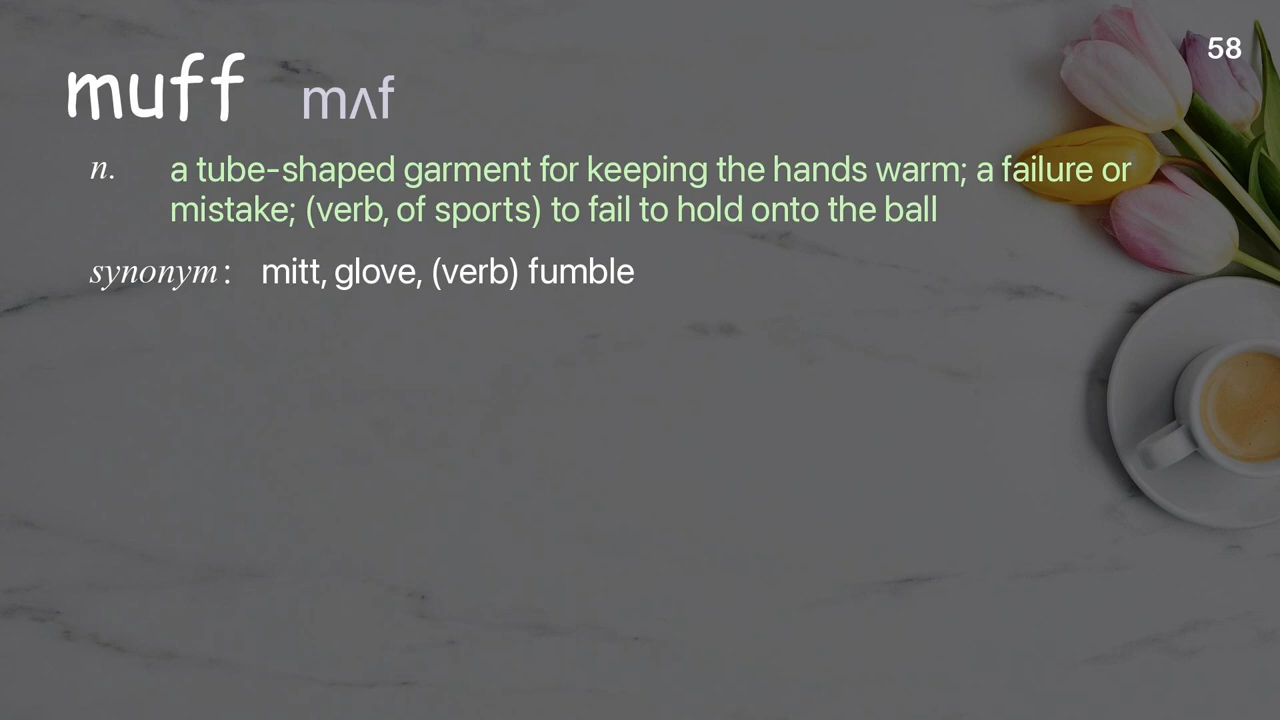 58
muff mʌf
n. a tube-shaped garment for keeping the hands warm; a failure or
mistake; (verb, of sports) to fail to hold onto the ball
synonym: mitt, glove, (verb) fumble